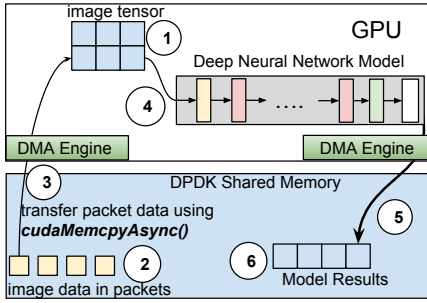 image tensor
GPU
1
Deep Neural Network Model
4
....
DMA Engine
DMA Engine
3
DPDK Shared Memory
transfer packet data using
cudaMemcpyAsync()
5
2
6
image data in packets
Model Results